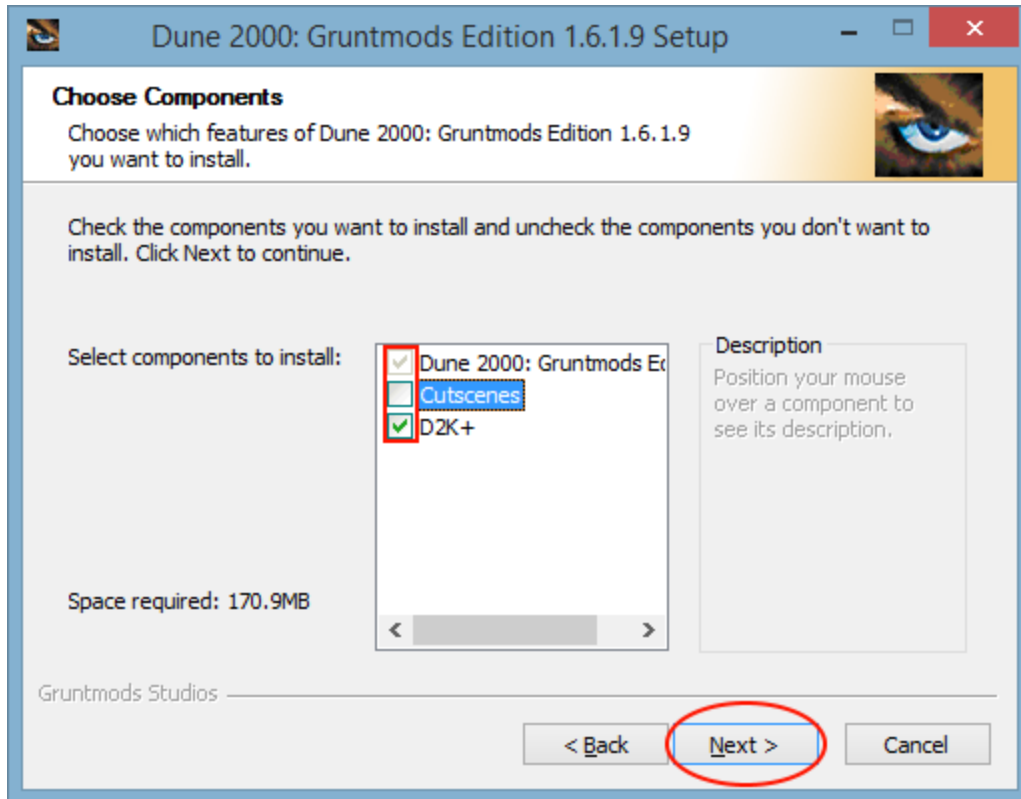 Dune 2000: Gruntmods Edition 1.6.1.9 Setup
Choose Components
Choose which features of Dune 2000: Gruntmods Edition 1.6.1.9
you want to install.
Check the components you want to install and uncheck the components you don't want to
install. Click Next to continue.
Select components to install:
Dune 2000: Gruntmods Ec
Cutscenes
D2K+
Description
Position your mouse
over a component to
see its description.
Space required: 170.9MB
Gruntmods Studios
< Back
Next >
Cancel